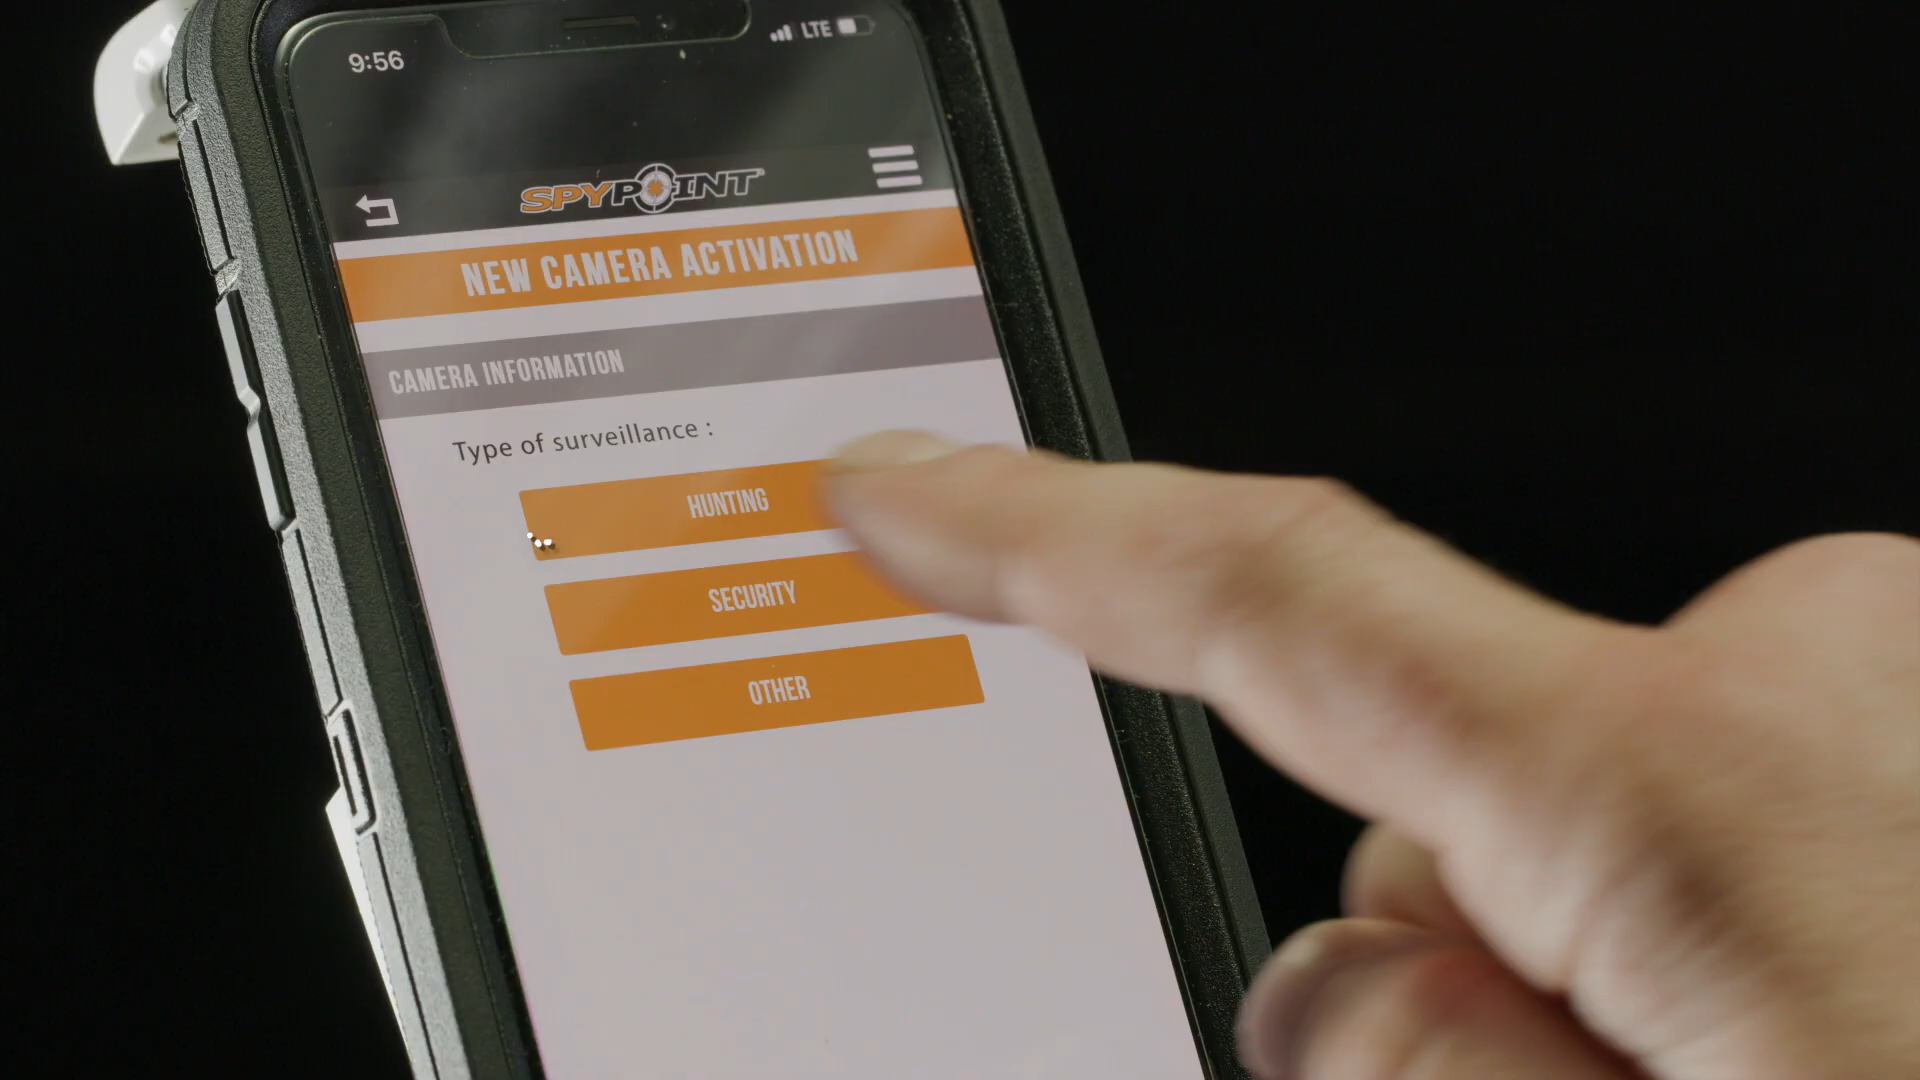 9:56
LTE
SPYPOINT
NEW CAMERA ACTIVATION
CAMERA INFORMATION
Type of surveillance :
HUNTING
SECURITY
OTHER